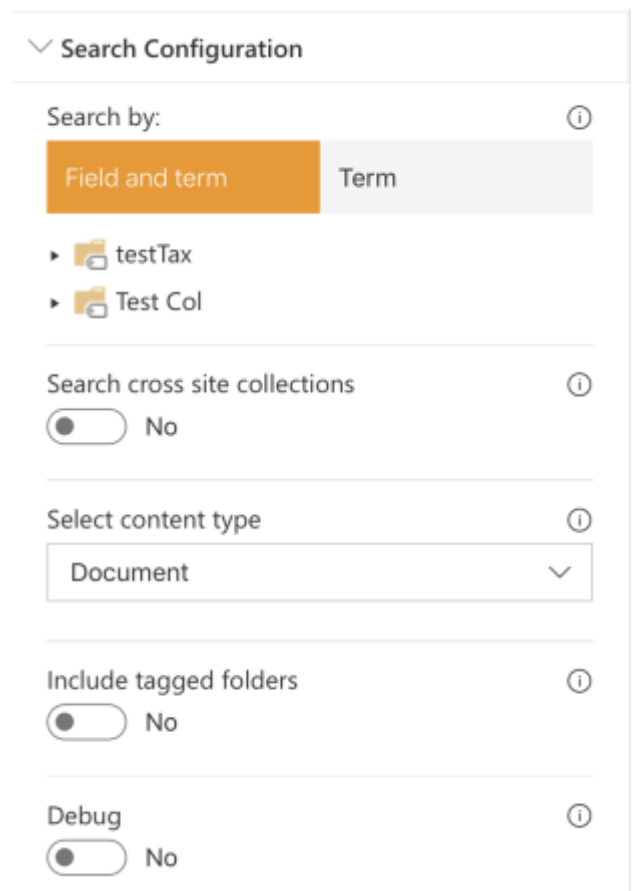 Search Configuration
Search by:
Field and term Term
testTax
Test Col
Search cross site collections
No
Select content type
Document
Include tagged folders
No
Debug
No